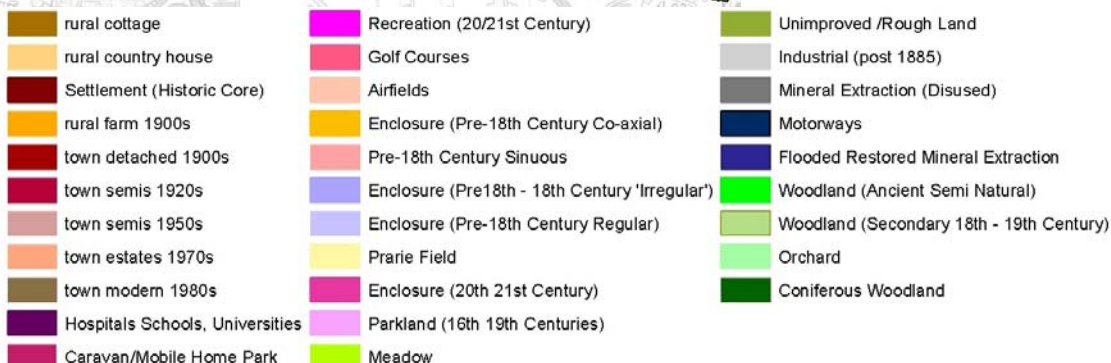 rural cottage
rural country house
Settlement (Historic Core)
rural farm 1900s
town detached 1900s
town semis 1920s
town semis 1950s
town estates 1970s
town modern 1980s
Hospitals Schools, Universities
Caravan/Mobile Home Park
Recreation (20/21st Century)
Golf Courses
Airfields
Enclosure (Pre-18th Century Co-axial)
Pre-18th Century Sinuous
Enclosure (Pre18th - 18th Century 'Irregular')
Enclosure (Pre-18th Century Regular)
Prarie Field
Enclosure (20th 21st Century)
Parkland (16th 19th Centuries)
Meadow
Unimproved /Rough Land
Industrial (post 1885)
Mineral Extraction (Disused)
Motorways
Flooded Restored Mineral Extraction
Woodland (Ancient Semi Natural)
Woodland (Secondary 18th - 19th Century)
Orchard
Coniferous Woodland